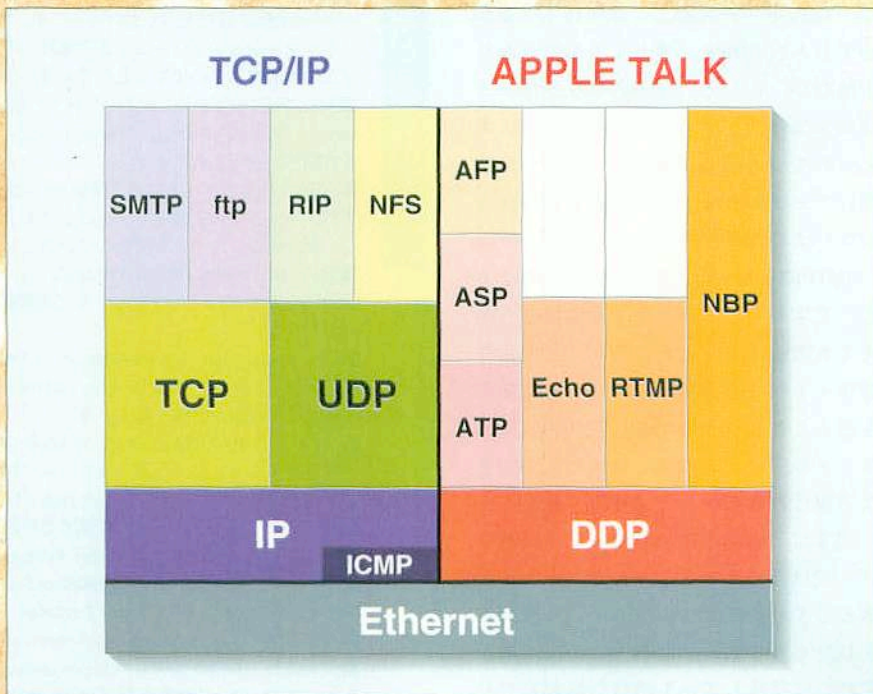 TCP/IP
APPLE TALK
SMTP
ftp
RIP
NFS
AFP
ASP
ATP
Echo
RTMP
NBP
TCP
UDP
IP
ICMP
DDP
Ethernet